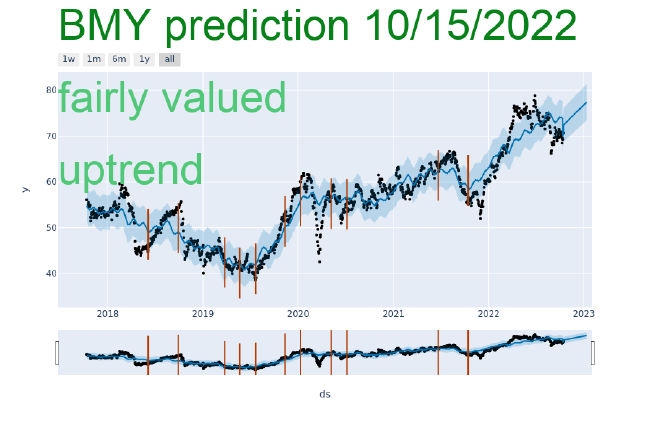 BMY prediction 10/15/2022
1w 1m 6m 1y all
fairly valued
uptrend
80
70
60
50
40
y
2018 2019 2020 2021 2022 2023
ds